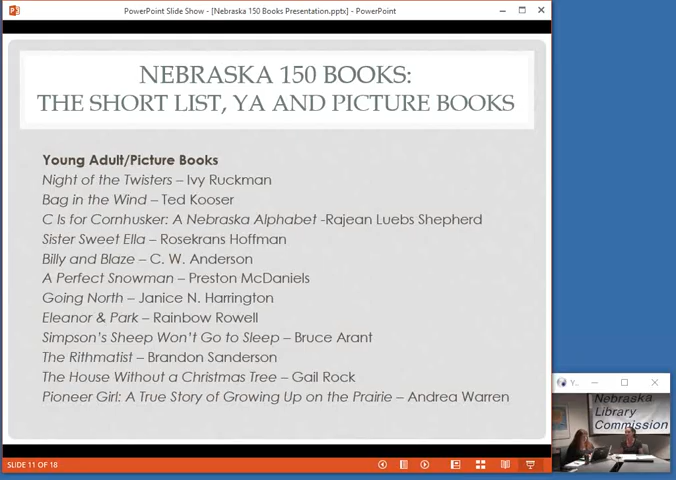 PowerPoint Slide Show - [Nebraska 150 Books Presentation.pptx] - PowerPoint
NEBRASKA 150 BOOKS:
THE SHORT LIST, YA AND PICTURE BOOKS
Young Adult/Picture Books
Night of the Twisters – Ivy Ruckman
Bag in the Wind – Ted Kooser
C Is for Cornhusker: A Nebraska Alphabet -Rajean Luebs Shepherd
Sister Sweet Ella – Rosekrans Hoffman
Billy and Blaze – C. W. Anderson
A Perfect Snowman – Preston McDaniels
Going North – Janice N. Harrington
Eleanor & Park – Rainbow Rowell
Simpson's Sheep Won't Go to Sleep – Bruce Arant
The Rithmatist – Brandon Sanderson
The House Without a Christmas Tree – Gail Rock
Pioneer Girl: A True Story of Growing Up on the Prairie – Andrea Warren
SLIDE 11 OF 18
Y..
Nebraska
Library
Commission